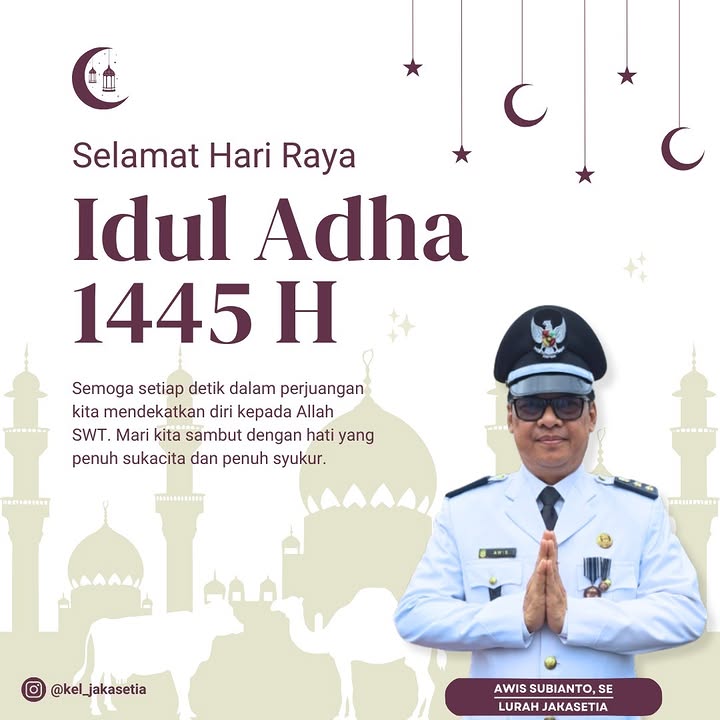 Selamat Hari Raya
Idul Adha
1445 H
Semoga setiap detik dalam perjuangan
kita mendekatkan diri kepada Allah
SWT. Mari kita sambut dengan hati yang
penuh sukacita dan penuh syukur.
AWIS
@kel_jakasetia
AWIS SUBIANTO, SE
LURAH JAKASETIA